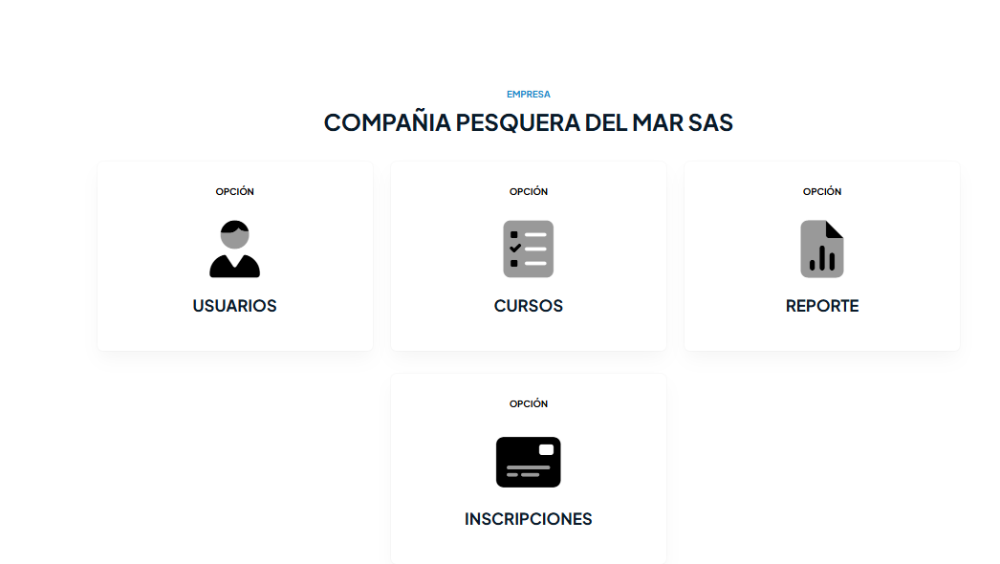 EMPRESA
COMPAÑIA PESQUERA DEL MAR SAS
OPCIÓN
USUARIOS
OPCIÓN
CURSOS
OPCIÓN
REPORTE
OPCIÓN
INSCRIPCIONES